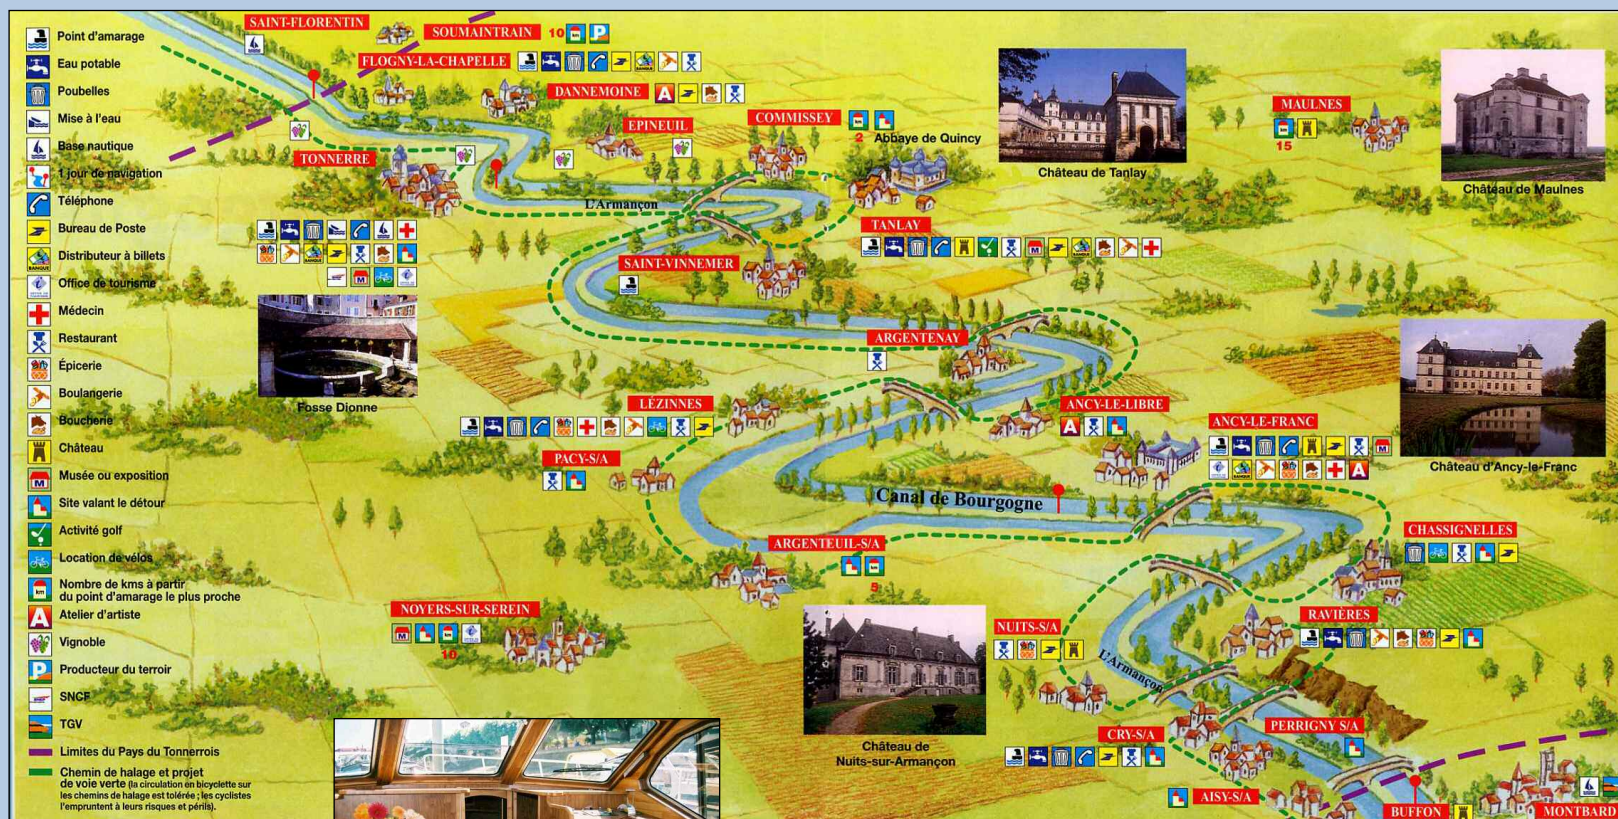 Point d'amarage
Eau potable
Poubelles
Mise à l'eau
Base nautique
1 jour de navigation
Téléphone
Bureau de Poste
Distributeur à billets
Office de tourisme
Médecin
Restaurant
Épicerie
Boulangerie
Boucherie
Château
Musée ou exposition
Site valant le détour
Activité golf
Location de vélos
Nombre de kms à partir
du point d'amarage le plus proche
Atelier d'artiste
Vignoble
Producteur du terroir
SNCF
TGV
Limites du Pays du Tonnerrois
Chemin de halage et projet
de voie verte (la circulation en bicyclette sur
les chemins de halage est tolérée ; les cyclistes
l'empruntent à leurs risques et périls).
SAINT-FLORENTIN
SOUMAINTRAIN 10
FLOGNY-LA-CHAPELLE
DANNEMOINE
EPINEUIL
COMMISSEY
2 Abbaye de Quincy
TONNERRE
L'Armançon
TANLAY
Château de Tanlay
MAULNES
15
Château de Maulnes
SAINT-VINNEMER
Fosse Dionne
ARGENTENAY
LÉZINNES
ANCY-LE-LIBRE
ANCY-LE-FRANC
Château d'Ancy-le-Franc
PACY-S/A
Canal de Bourgogne
ARGENTEUIL-S/A
5
CHASSIGNELLES
NOYERS-SUR-SEREIN
10
NUITS-S/A
RAVIÈRES
L'Armançon
Château de
Nuits-sur-Armançon
CRY-S/A
PERRIGNY S/A
AISY-S/A
BUFFON
MONTBARD